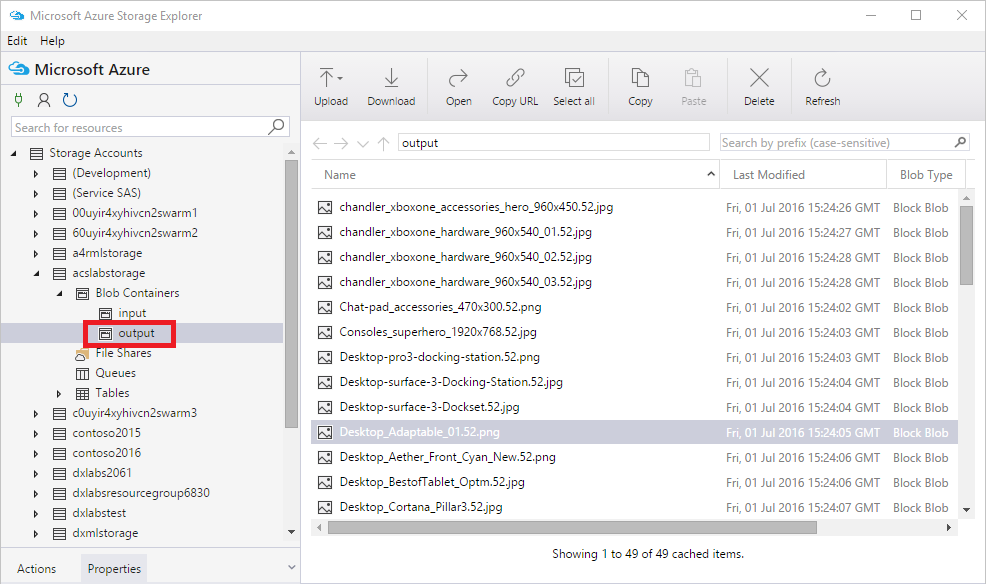 Microsoft Azure Storage Explorer
Edit Help
Microsoft Azure
Search for resources
Storage Accounts
(Development)
(Service SAS)
00uyir4xyhivcn2swarm1
60uyir4xyhivcn2swarm2
a4rmlstorage
acslabstorage
Blob Containers
input
output
File Shares
Queues
Tables
c0uyir4xyhivcn2swarm3
contoso2015
contoso2016
dxlabs2061
dxlabsresourcegroup6830
dxlabstest
dxmlstorage
Actions Properties
Upload Download Open Copy URL Select all Copy Paste Delete Refresh
output Search by prefix (case-sensitive)
Name Last Modified Blob Type
chandler_xboxone_accessories_hero_960x450.52.jpg Fri, 01 Jul 2016 15:24:26 GMT Block Blob
chandler_xboxone_hardware_960x540_01.52.jpg Fri, 01 Jul 2016 15:24:27 GMT Block Blob
chandler_xboxone_hardware_960x540_02.52.jpg Fri, 01 Jul 2016 15:24:28 GMT Block Blob
chandler_xboxone_hardware_960x540_03.52.jpg Fri, 01 Jul 2016 15:24:28 GMT Block Blob
Chat-pad_accessories_470x300.52.png Fri, 01 Jul 2016 15:24:02 GMT Block Blob
Consoles_superhero_1920x768.52.jpg Fri, 01 Jul 2016 15:24:03 GMT Block Blob
Desktop-pro3-docking-station.52.png Fri, 01 Jul 2016 15:24:03 GMT Block Blob
Desktop-surface-3-Docking-Station.52.jpg Fri, 01 Jul 2016 15:24:04 GMT Block Blob
Desktop-surface-3-Dockset.52.jpg Fri, 01 Jul 2016 15:24:04 GMT Block Blob
Desktop_Adaptable_01.52.png Fri, 01 Jul 2016 15:24:05 GMT Block Blob
Desktop_Aether_Front_Cyan_New.52.png Fri, 01 Jul 2016 15:24:06 GMT Block Blob
Desktop_BestofTablet_Optm.52.jpg Fri, 01 Jul 2016 15:24:06 GMT Block Blob
Desktop_Cortana_Pillar3.52.jpg Fri, 01 Jul 2016 15:24:07 GMT Block Blob
Showing 1 to 49 of 49 cached items.